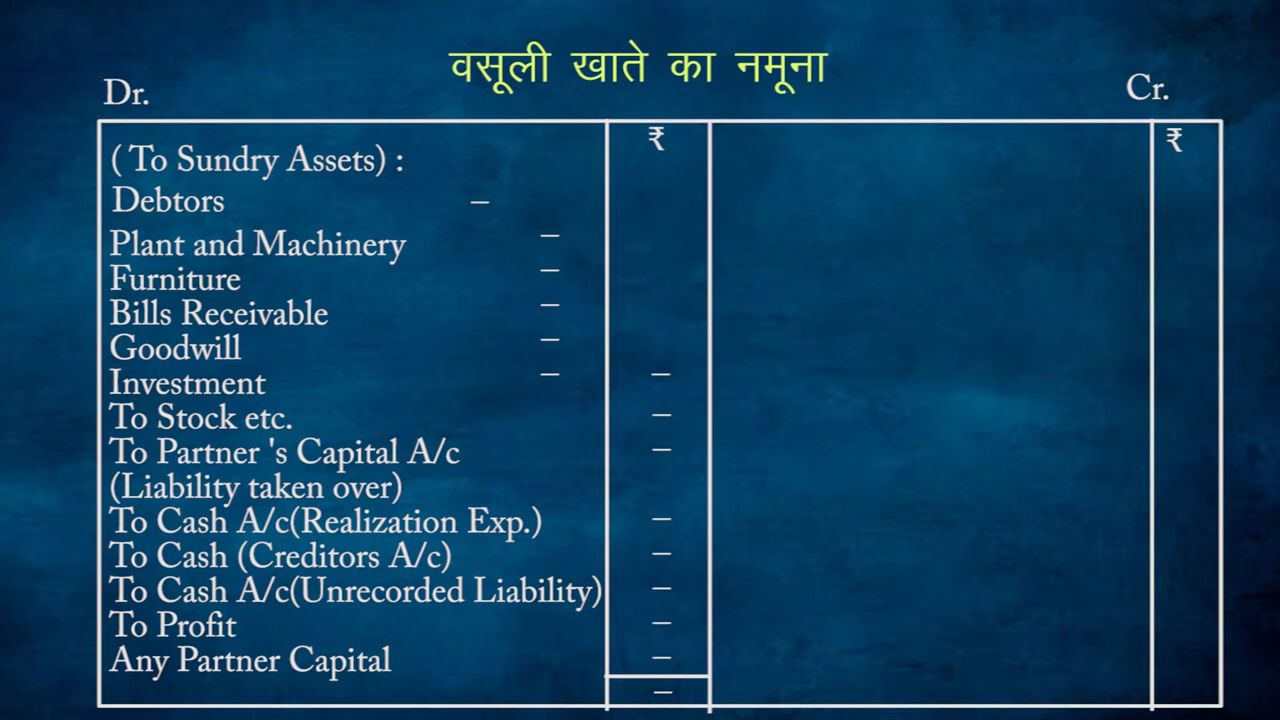 वसूली खाते का नमूना
Dr.
Cr.
₹
₹
( To Sundry Assets) :
Debtors –
Plant and Machinery –
Furniture –
Bills Receivable –
Goodwill –
Investment – –
To Stock etc. –
To Partner 's Capital A/c –
(Liability taken over)
To Cash A/c(Realization Exp.) –
To Cash (Creditors A/c) –
To Cash A/c(Unrecorded Liability) –
To Profit –
Any Partner Capital –
–